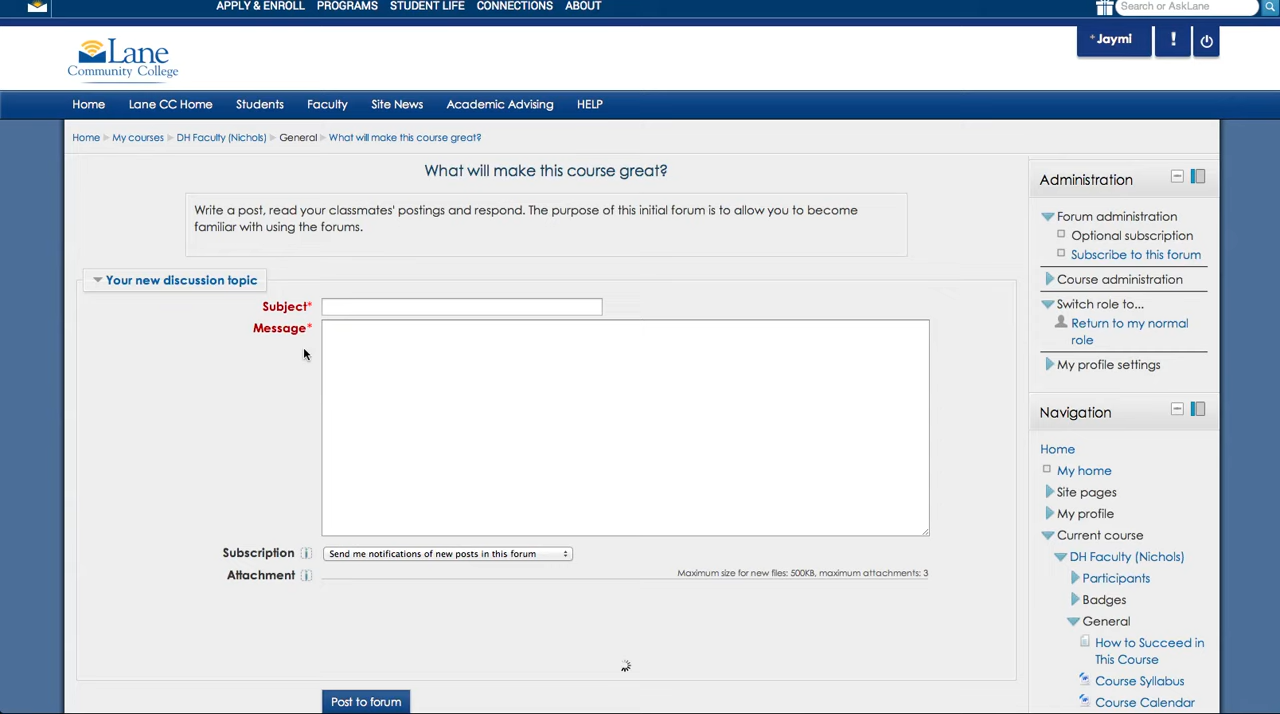 APPLY & ENROLL PROGRAMS STUDENT LIFE CONNECTIONS ABOUT
Search or AskLane
Lane
Community College
* Jaymi
!
Home Lane CC Home Students Faculty Site News Academic Advising HELP
Home My courses DH Faculty (Nichols) General What will make this course great?
What will make this course great?
Write a post, read your classmates' postings and respond. The purpose of this initial forum is to allow you to become
familiar with using the forums.
Your new discussion topic
Subject*
Message*
Subscription
Send me notifications of new posts in this forum
Attachment
Maximum size for new files: 500KB, maximum attachments: 3
Post to forum
Administration
Forum administration
Optional subscription
Subscribe to this forum
Course administration
Switch role to...
Return to my normal
role
My profile settings
Navigation
Home
My home
Site pages
My profile
Current course
DH Faculty (Nichols)
Participants
Badges
General
How to Succeed in
This Course
Course Syllabus
Course Calendar